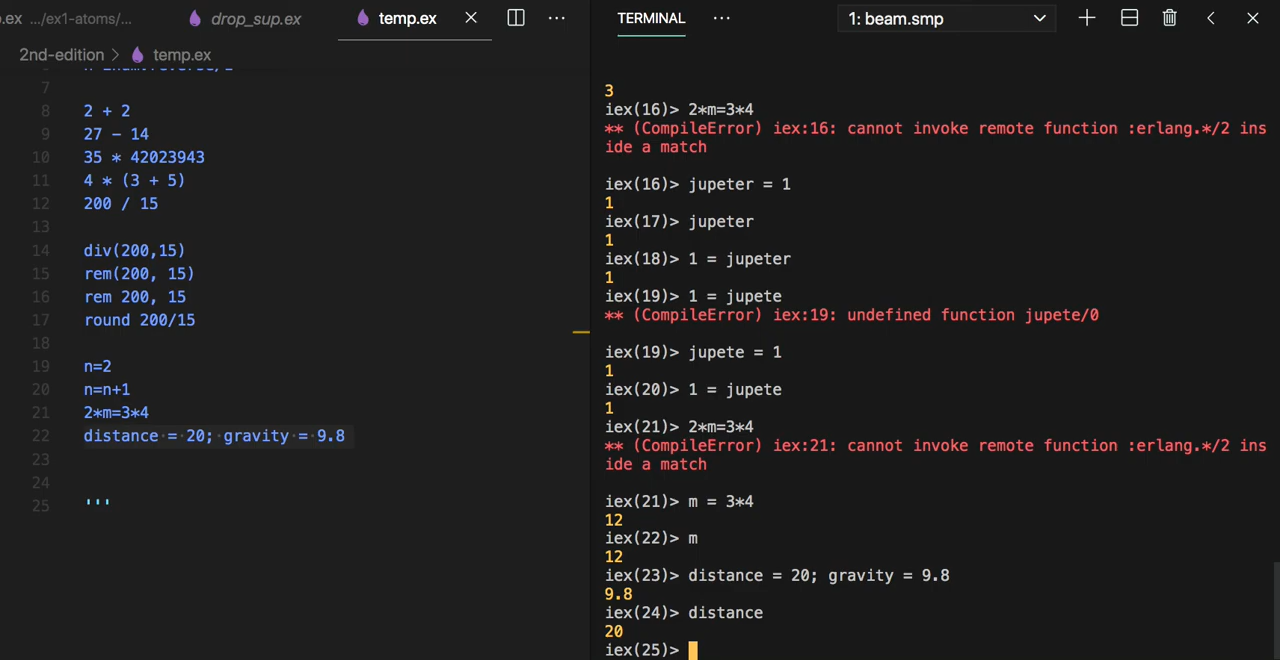 .ex .../ex1-atoms/... drop_sup.ex temp.ex ...
2nd-edition > temp.ex
7
8 2 + 2
9 27 - 14
10 35 * 42023943
11 4 * (3 + 5)
12 200 / 15
13
14 div(200,15)
15 rem(200, 15)
16 rem 200, 15
17 round 200/15
18
19 n=2
20 n=n+1
21 2*m=3*4
22 distance = 20; gravity = 9.8
23
24
25 '''
TERMINAL ... 1: beam.smp
3
iex(16)> 2*m=3*4
** (CompileError) iex:16: cannot invoke remote function :erlang.*/2 ins
ide a match
iex(16)> jupeter = 1
1
iex(17)> jupeter
1
iex(18)> 1 = jupeter
1
iex(19)> 1 = jupete
** (CompileError) iex:19: undefined function jupete/0
iex(19)> jupete = 1
1
iex(20)> 1 = jupete
1
iex(21)> 2*m=3*4
** (CompileError) iex:21: cannot invoke remote function :erlang.*/2 ins
ide a match
iex(21)> m = 3*4
12
iex(22)> m
12
iex(23)> distance = 20; gravity = 9.8
9.8
iex(24)> distance
20
iex(25)>